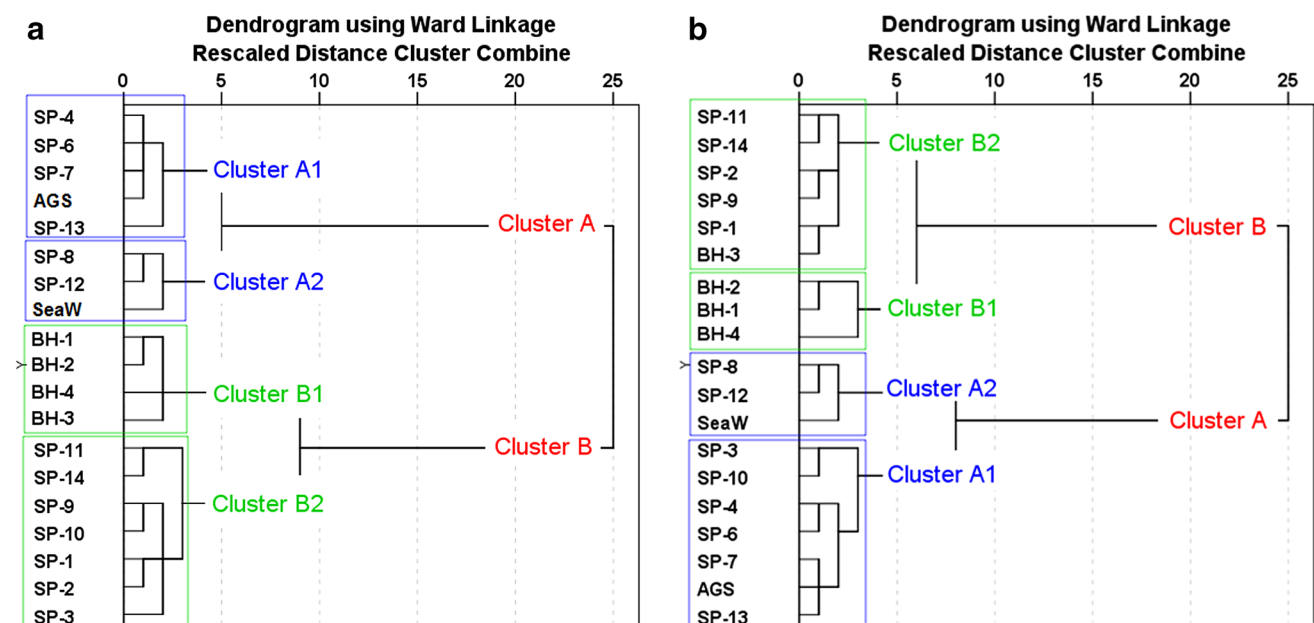 a
Dendrogram using Ward Linkage
Rescaled Distance Cluster Combine
0 5 10 15 20 25
SP-4
SP-6
SP-7
AGS
SP-13
SP-8
SP-12
SeaW
BH-1
BH-2
BH-4
BH-3
SP-11
SP-14
SP-9
SP-10
SP-1
SP-2
SP-3
Cluster A1
Cluster A
Cluster A2
Cluster B1
Cluster B
Cluster B2
Y
b
Dendrogram using Ward Linkage
Rescaled Distance Cluster Combine
0 5 10 15 20 25
SP-11
SP-14
SP-2
SP-9
SP-1
BH-3
BH-2
BH-1
BH-4
SP-8
SP-12
SeaW
SP-3
SP-10
SP-4
SP-6
SP-7
AGS
SP-13
Cluster B2
Cluster B
Cluster B1
Cluster A2
Cluster A
Cluster A1
Y